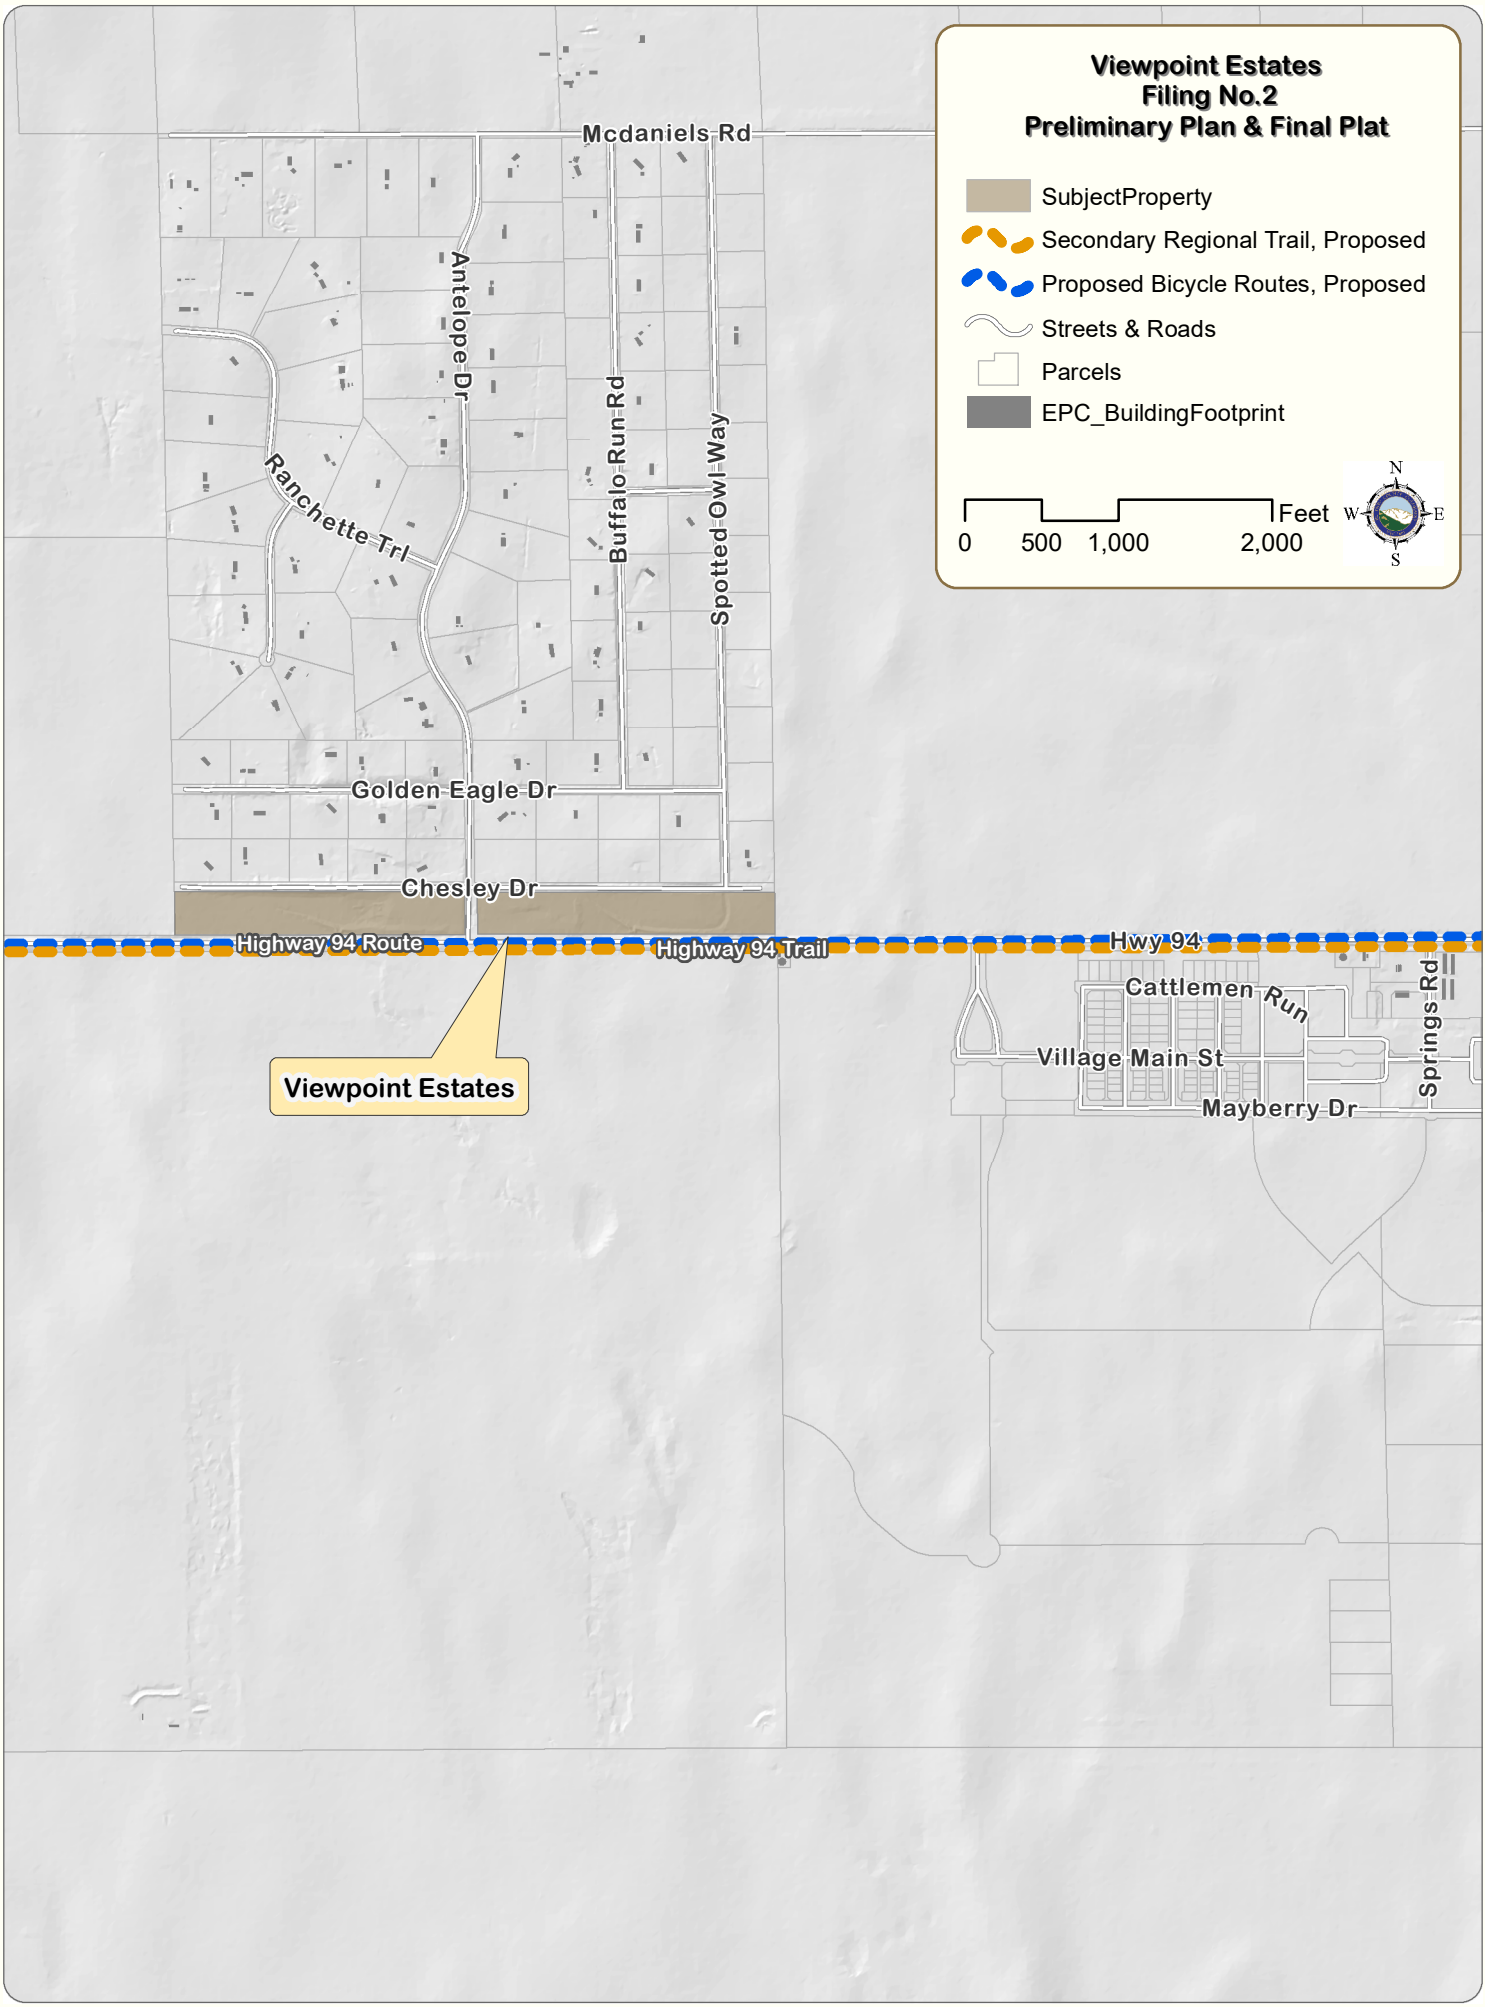 Viewpoint Estates
Filing No.2
Preliminary Plan & Final Plat
SubjectProperty
Secondary Regional Trail, Proposed
Proposed Bicycle Routes, Proposed
Streets & Roads
Parcels
EPC_BuildingFootprint
0 500 1,000 2,000 Feet
N
W E
S
Mcdaniels Rd
Antelope Dr
Buffalo Run Rd
Spotted Owl Way
Ranchette Trl
Golden Eagle Dr
Chesley Dr
Highway 94 Route
Highway 94 Trail
Hwy 94
Cattlemen Run
Springs Rd
Village Main St
Mayberry Dr
Viewpoint Estates